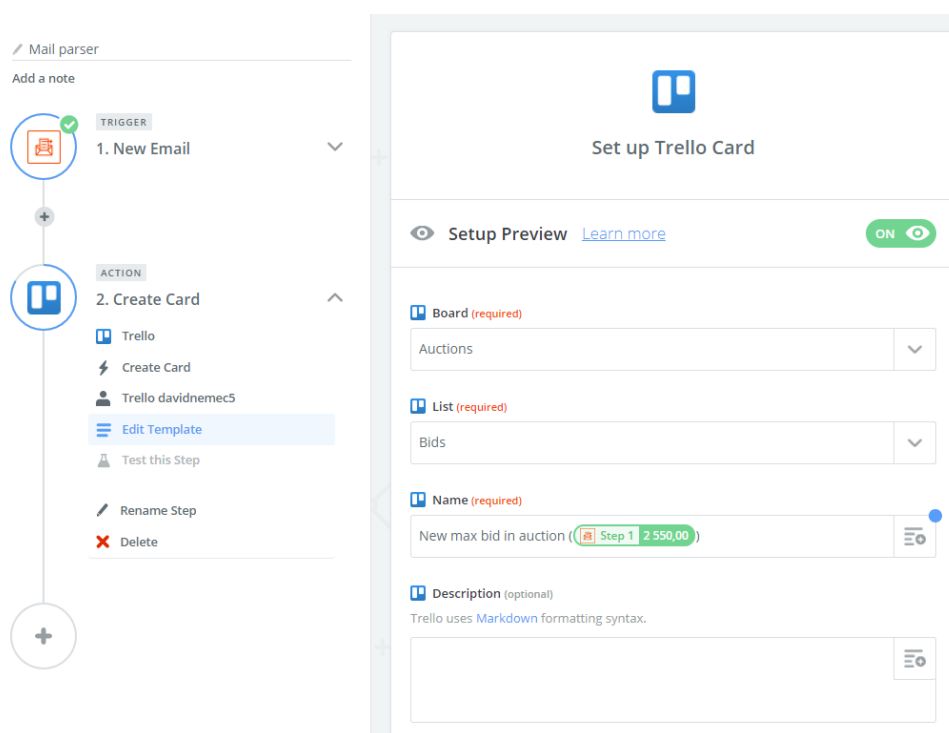 Mail parser
Add a note
TRIGGER
1. New Email
ACTION
2. Create Card
Trello
Create Card
Trello davidnemec5
Edit Template
Test this Step
Rename Step
Delete
Set up Trello Card
Setup Preview Learn more ON
Board (required)
Auctions
List (required)
Bids
Name (required)
New max bid in auction ( Step 1 2 550,00 )
Description (optional)
Trello uses Markdown formatting syntax.